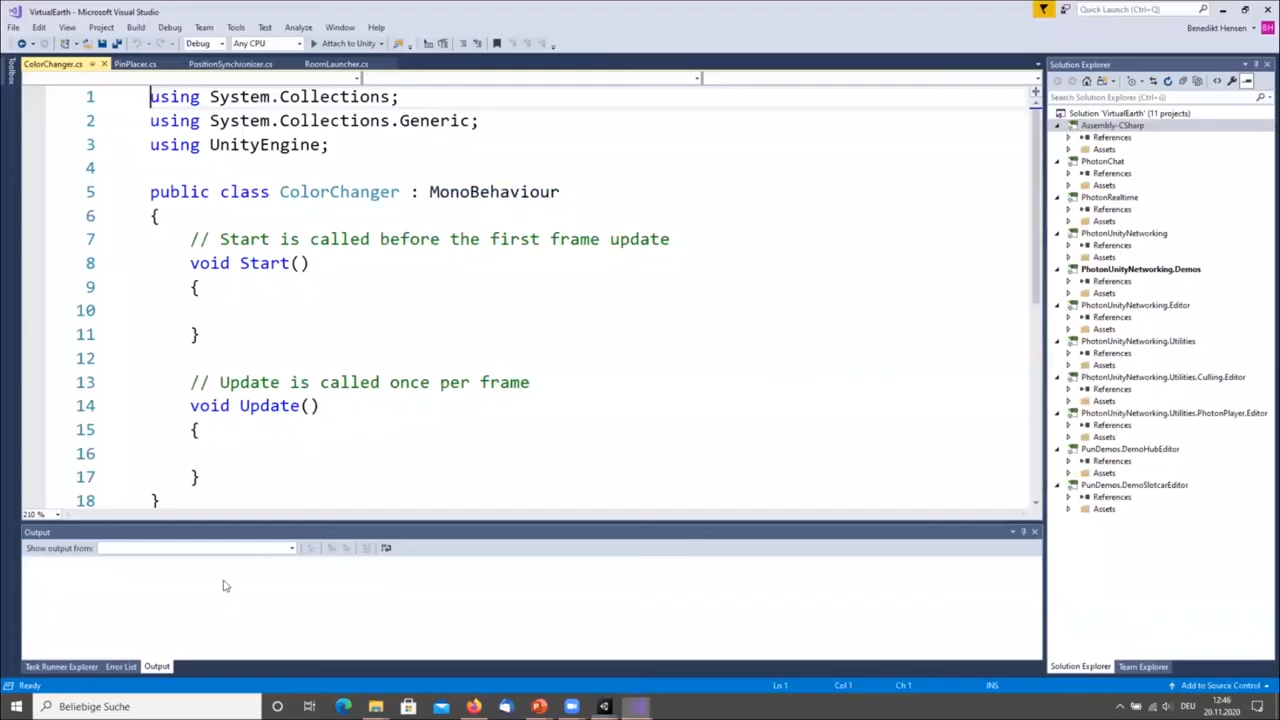 VirtualEarth - Microsoft Visual Studio
Quick Launch (Ctrl+Q)
File Edit View Project Build Debug Team Tools Test Analyze Window Help
Benedikt Hensen BH
Debug Any CPU Attach to Unity
Toolbox
ColorChanger.cs PinPlacer.cs PositionSynchronizer.cs RoomLauncher.cs
1 using System.Collections;
2 using System.Collections.Generic;
3 using UnityEngine;
4
5 public class ColorChanger : MonoBehaviour
6 {
7 // Start is called before the first frame update
8 void Start()
9 {
10
11 }
12
13 // Update is called once per frame
14 void Update()
15 {
16
17 }
18 }
210 %
Output
Show output from:
Task Runner Explorer Error List Output
Solution Explorer
Search Solution Explorer (Ctrl+ü)
Solution 'VirtualEarth' (11 projects)
Assembly-CSharp
References
Assets
PhotonChat
References
Assets
PhotonRealtime
References
Assets
PhotonUnityNetworking
References
Assets
PhotonUnityNetworking.Demos
References
Assets
PhotonUnityNetworking.Editor
References
Assets
PhotonUnityNetworking.Utilities
References
Assets
PhotonUnityNetworking.Utilities.Culling.Editor
References
Assets
PhotonUnityNetworking.Utilities.PhotonPlayer.Editor
References
Assets
PunDemos.DemoHubEditor
References
Assets
PunDemos.DemoSlotcarEditor
References
Assets
Solution Explorer Team Explorer
Ready Ln 1 Col 1 Ch 1 INS Add to Source Control
Beliebige Suche
DEU
12:46
20.11.2020